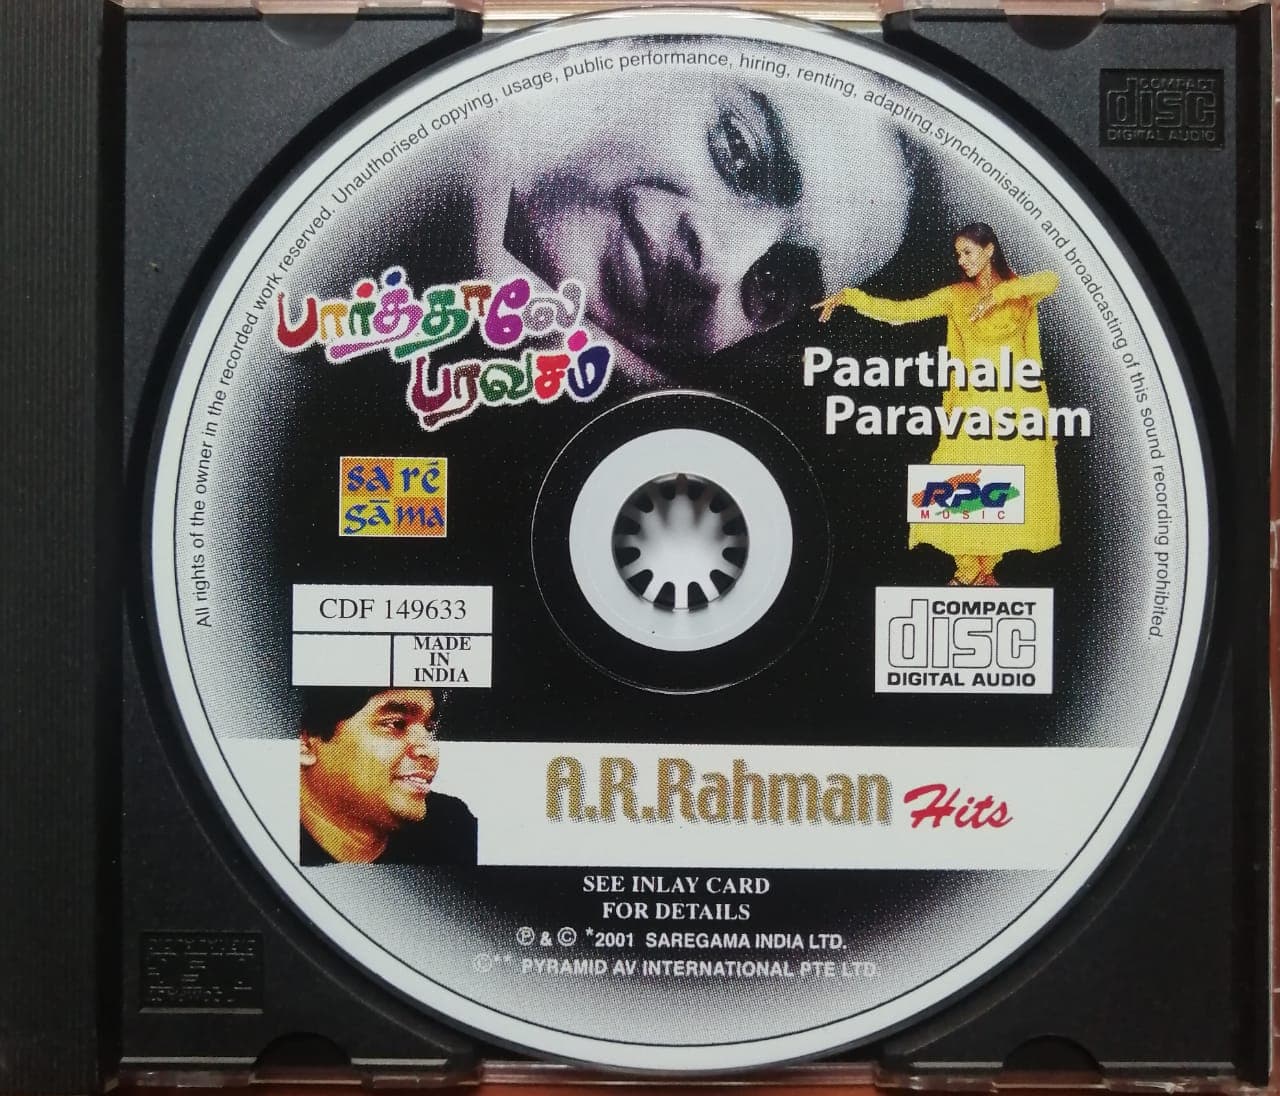 All rights of the owner in the recorded work reserved. Unauthorised copying, usage, public performance, hiring, renting, adapting,synchronisation and broadcasting of this sound recording prohibited.
COMPACT
disc
DIGITAL AUDIO
பார்த்தாலே
பரவசம்
Paarthale
Paravasam
sa ré
gā ma
RPG
MUSIC
CDF 149633
MADE
IN
INDIA
COMPACT
disc
DIGITAL AUDIO
A.R.Rahman Hits
SEE INLAY CARD
FOR DETAILS
℗ & © *2001 SAREGAMA INDIA LTD.
©** PYRAMID AV INTERNATIONAL PTE LTD.